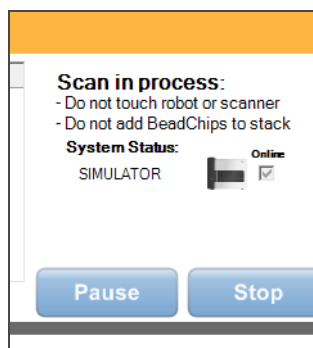 Scan in process:
- Do not touch robot or scanner
- Do not add BeadChips to stack
System Status:
Online
SIMULATOR
Pause
Stop